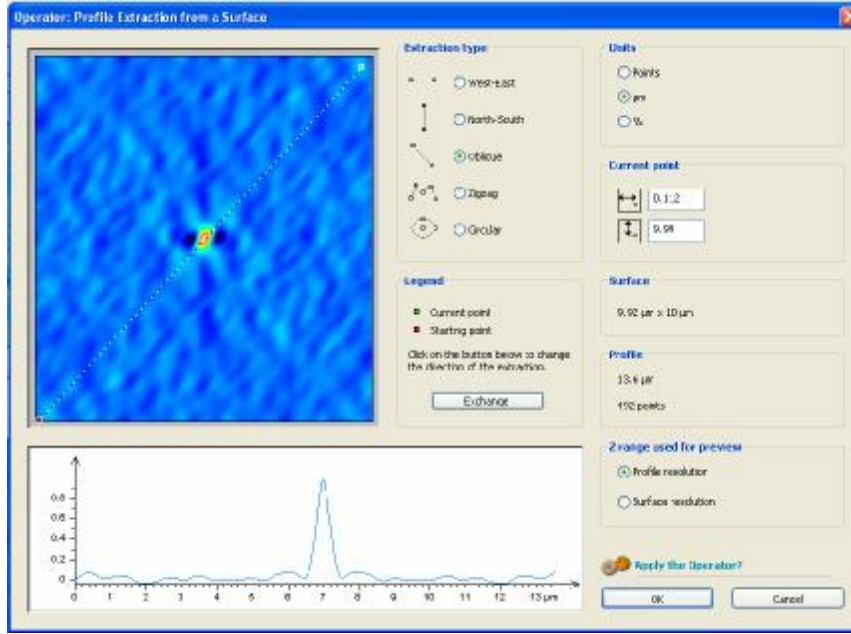 Operator: Profile Extraction from a Surface
Extraction type
West-East
North-South
Oblique
Zigzag
Circular
Legend
Current point
Starting point
Click on the button below to change
the direction of the extraction.
Exchange
Units
Points
µm
%
Current point
9.98
Surface
9.92 µm x 10 µm
Profile
13.6 µm
492 points
Z range used for preview
Profile resolution
Surface resolution
Apply the Operator?
OK
Cancel
0.8
0.6
0.4
0.2
0
0 1 2 3 4 5 6 7 8 9 10 11 12 13 µm